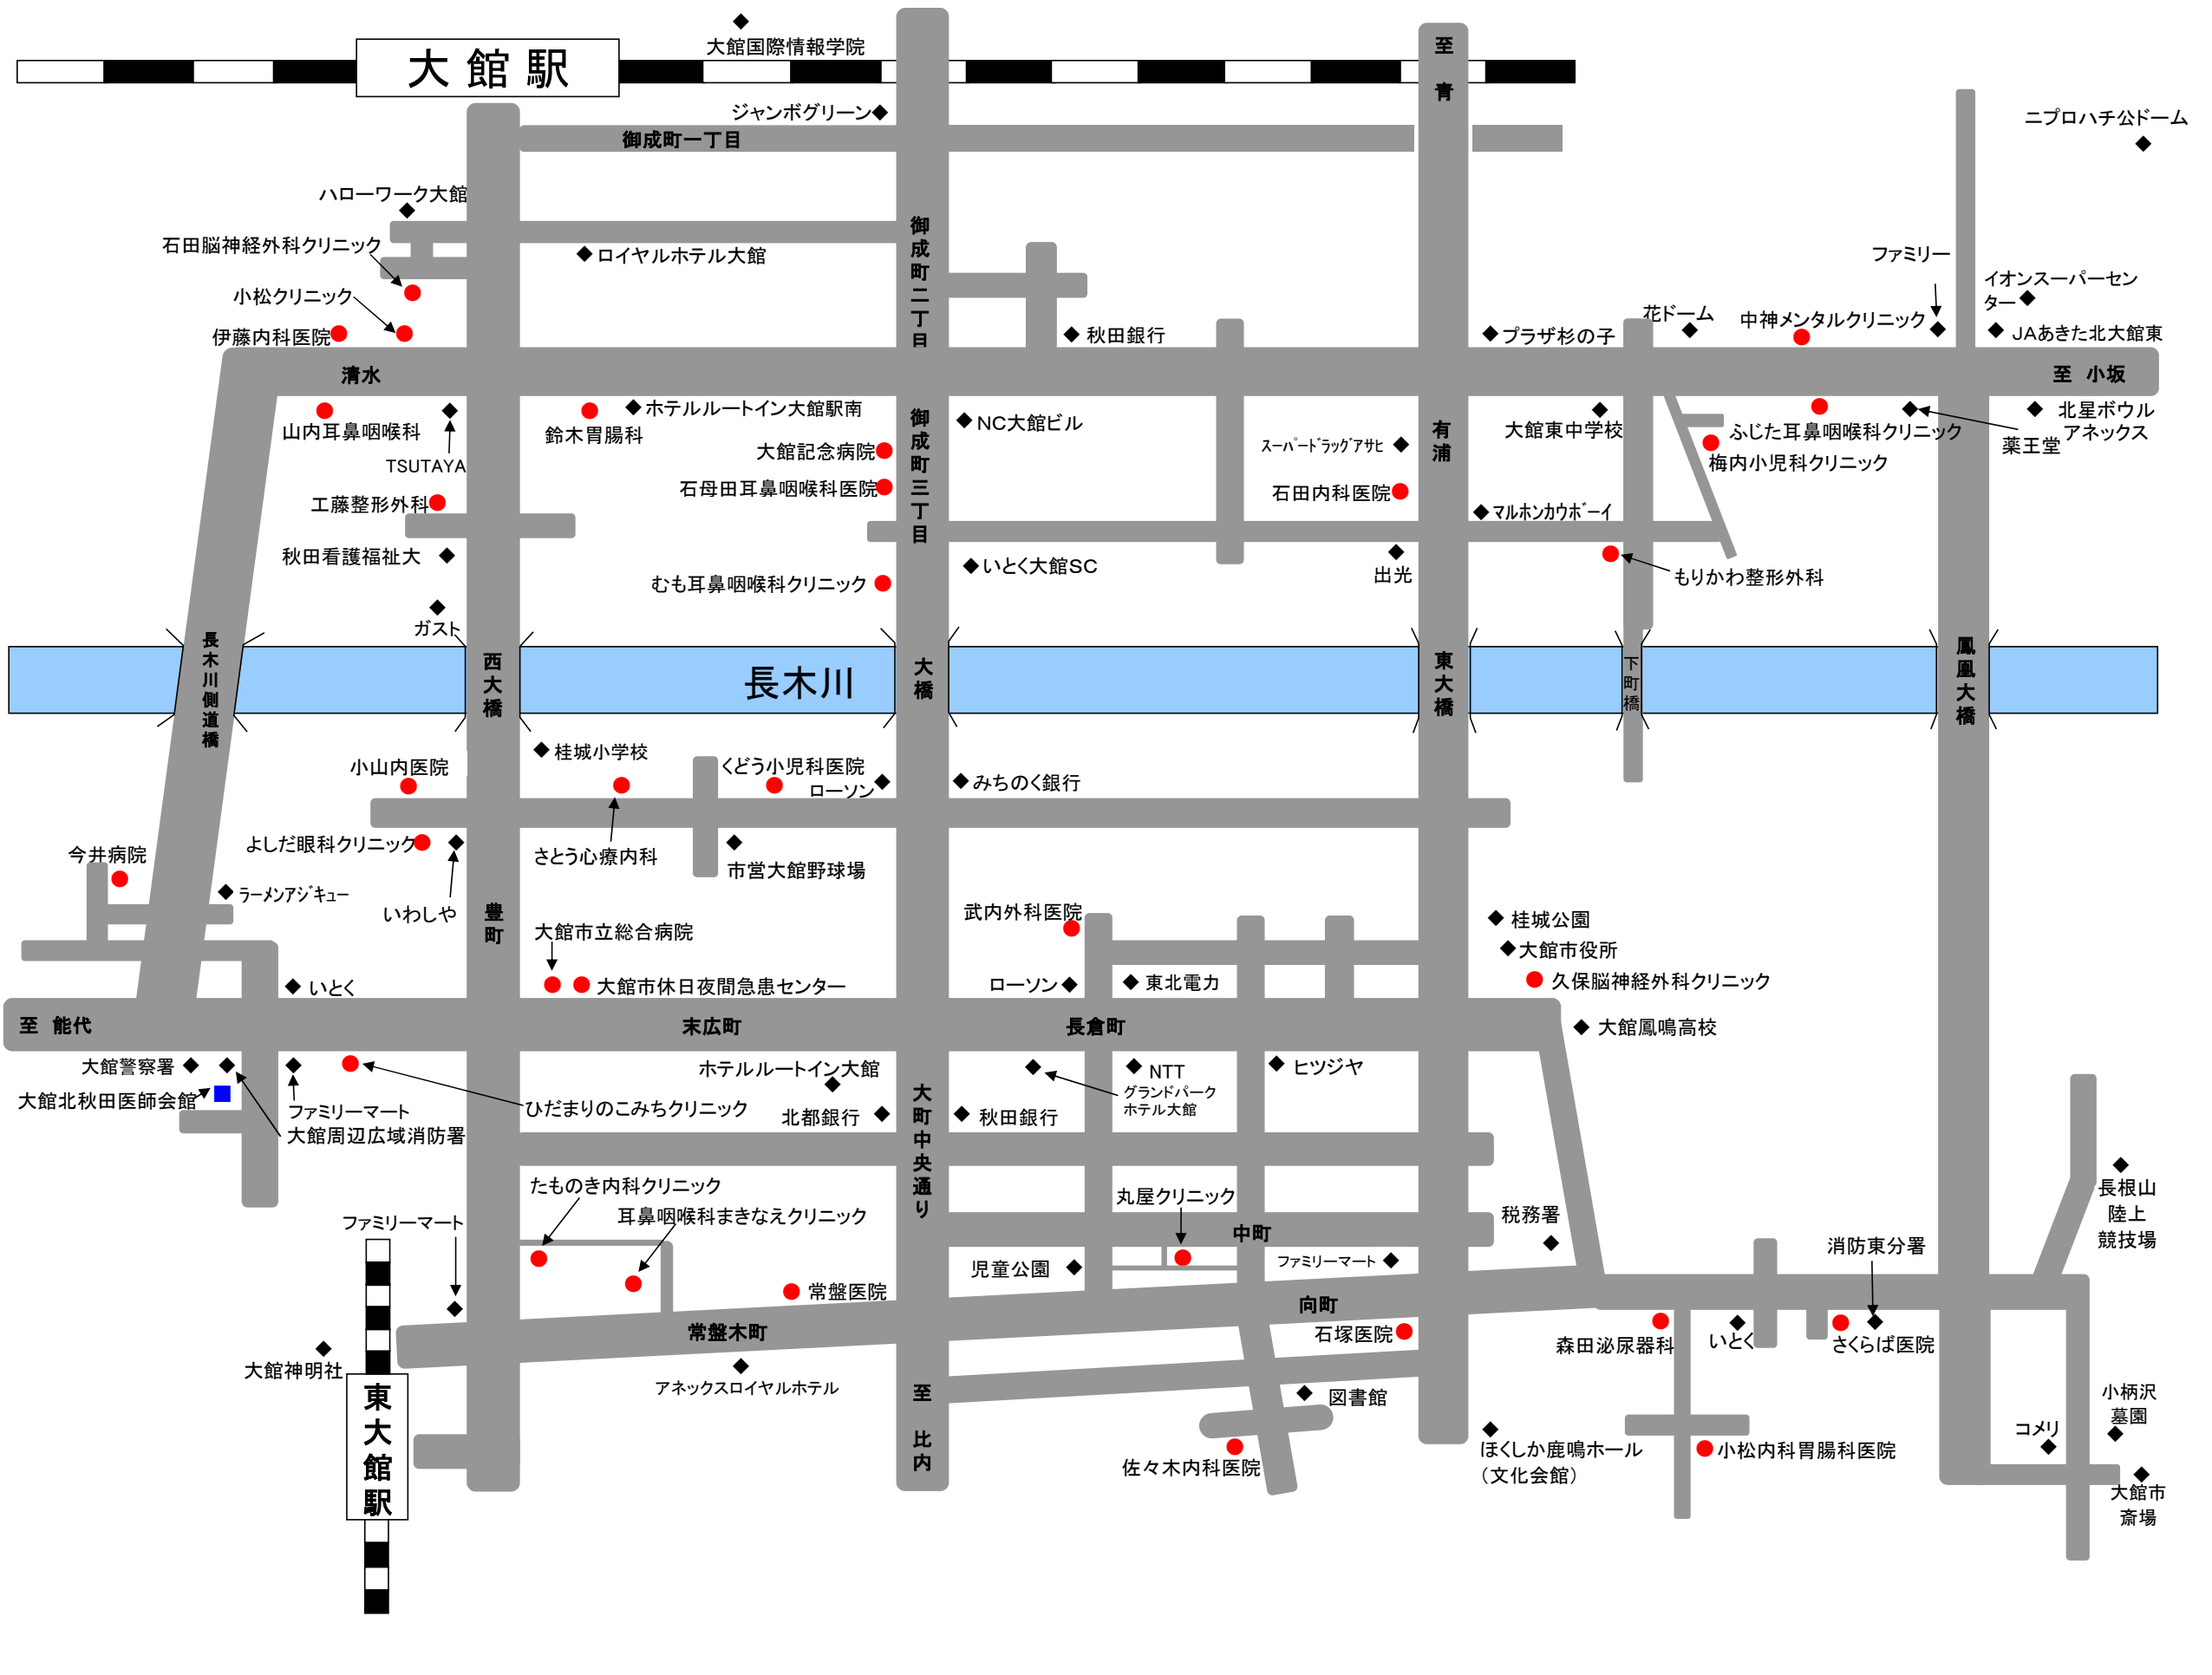 大館国際情報学院
大館駅
至 青
ジャンボグリーン
御成町一丁目
ニプロハチ公ドーム
ハローワーク大館
石田脳神経外科クリニック
ロイヤルホテル大館
御成町二丁目
ファミリー
小松クリニック
イオンスーパーセン
ター
伊藤内科医院
秋田銀行
プラザ杉の子
花ドーム
中神メンタルクリニック
JAあきた北大館東
清水
至 小坂
山内耳鼻咽喉科
TSUTAYA
鈴木胃腸科
ホテルルートイン大館駅南
御成町三丁目
NC大館ビル
有浦
大館東中学校
ふじた耳鼻咽喉科クリニック
北星ボウル
アネックス
薬王堂
大館記念病院
スーパードラッグアサヒ
梅内小児科クリニック
石母田耳鼻咽喉科医院
石田内科医院
工藤整形外科
マルホンカウボーイ
秋田看護福祉大
いとく大館SC
出光
もりかわ整形外科
むも耳鼻咽喉科クリニック
ガスト
長木川側道橋
西大橋
長木川
大橋
東大橋
下町橋
鳳凰大橋
桂城小学校
小山内医院
くどう小児科医院
ローソン
みちのく銀行
よしだ眼科クリニック
さとう心療内科
市営大館野球場
今井病院
ラーメンアジキュー
いわしや
豊町
大館市立総合病院
武内外科医院
桂城公園
大館市役所
いとく
大館市休日夜間急患センター
ローソン
東北電力
久保脳神経外科クリニック
至 能代
末広町
長倉町
大館鳳鳴高校
大館警察署
ホテルルートイン大館
NTT
ヒツジヤ
大館北秋田医師会館
ファミリーマート
ひだまりのこみちクリニック
グランドパーク
ホテル大館
大館周辺広域消防署
北都銀行
大町中央通り
秋田銀行
たものき内科クリニック
丸屋クリニック
長根山
陸上
競技場
ファミリーマート
耳鼻咽喉科まきなえクリニック
中町
税務署
消防東分署
児童公園
ファミリーマート
常盤医院
向町
常盤木町
石塚医院
森田泌尿器科
いとく
さくらば医院
大館神明社
アネックスロイヤルホテル
東大館駅
至 比内
図書館
小柄沢
墓園
コメリ
佐々木内科医院
ほくしか鹿鳴ホール
(文化会館)
小松内科胃腸科医院
大館市
斎場